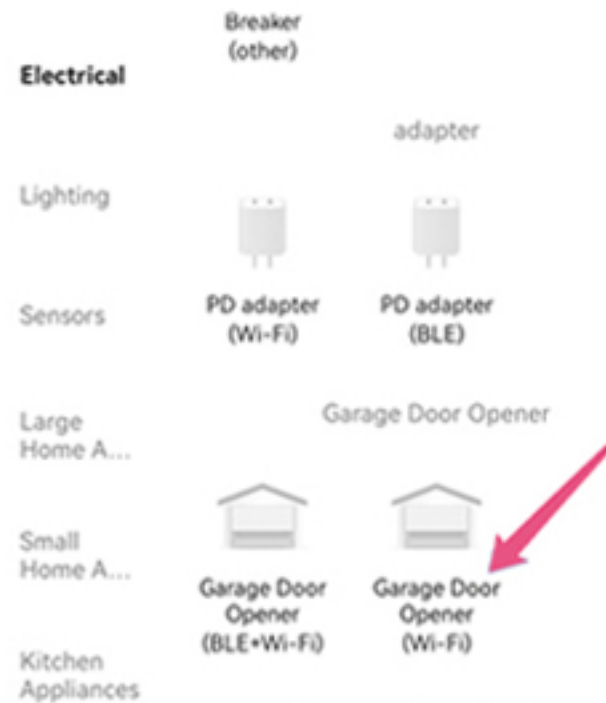 Electrical
Lighting
Sensors
Large
Home A...
Small
Home A...
Kitchen
Appliances
Breaker
(other)
adapter
PD adapter
(Wi-Fi)
PD adapter
(BLE)
Garage Door Opener
Garage Door
Opener
(BLE+Wi-Fi)
Garage Door
Opener
(Wi-Fi)